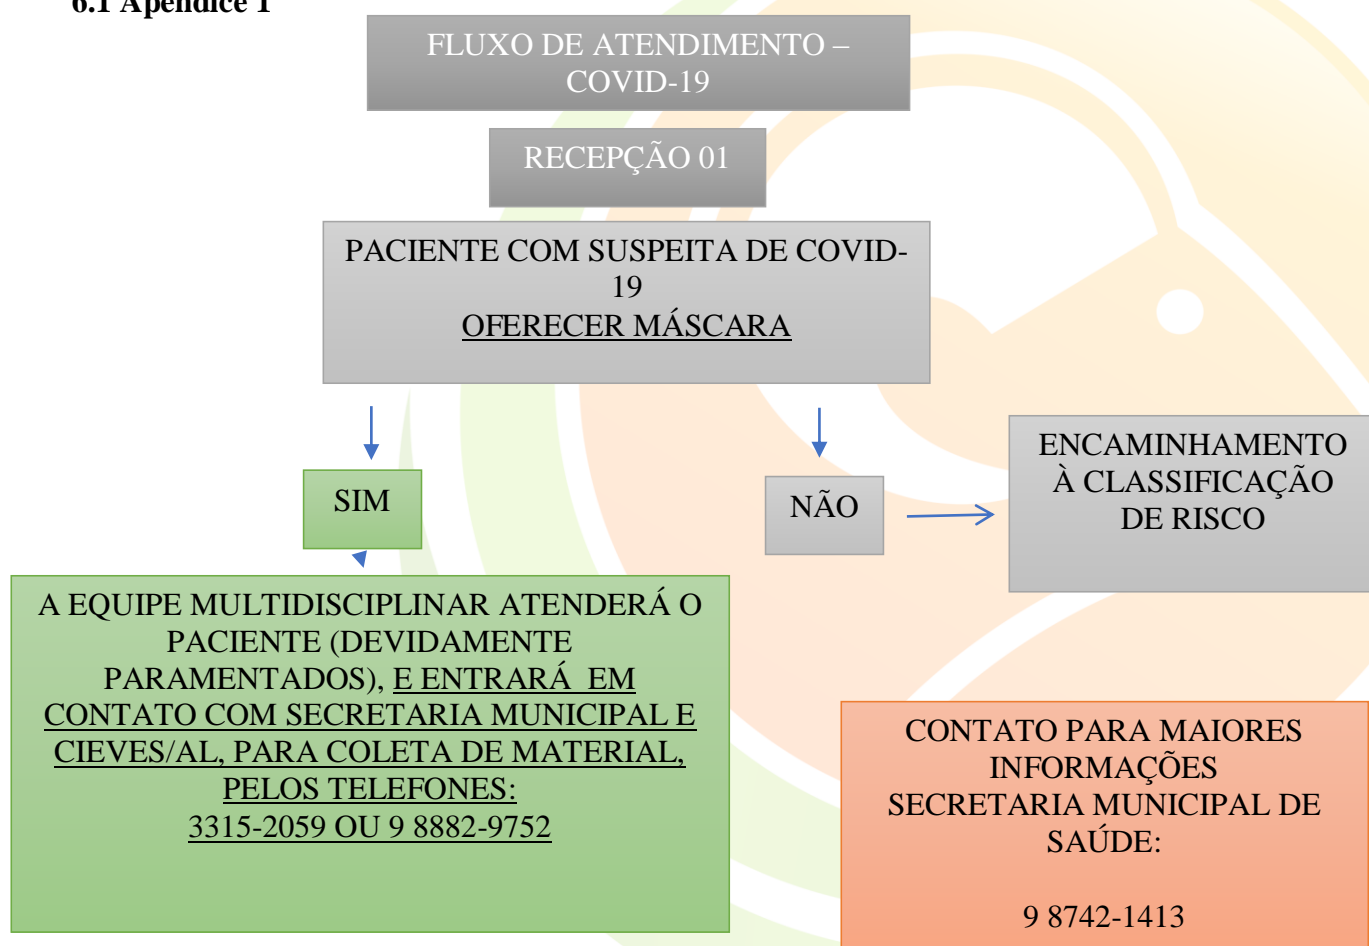 6.1 Apêndice 1
FLUXO DE ATENDIMENTO –
COVID-19
RECEPÇÃO 01
PACIENTE COM SUSPEITA DE COVID-
19
OFERECER MÁSCARA
SIM
NÃO
ENCAMINHAMENTO
À CLASSIFICAÇÃO
DE RISCO
A EQUIPE MULTIDISCIPLINAR ATENDERÁ O
PACIENTE (DEVIDAMENTE
PARAMENTADOS), E ENTRARÁ  EM
CONTATO COM SECRETARIA MUNICIPAL E
CIEVES/AL, PARA COLETA DE MATERIAL,
PELOS TELEFONES:
3315-2059 OU 9 8882-9752
CONTATO PARA MAIORES
INFORMAÇÕES
SECRETARIA MUNICIPAL DE
SAÚDE:
9 8742-1413